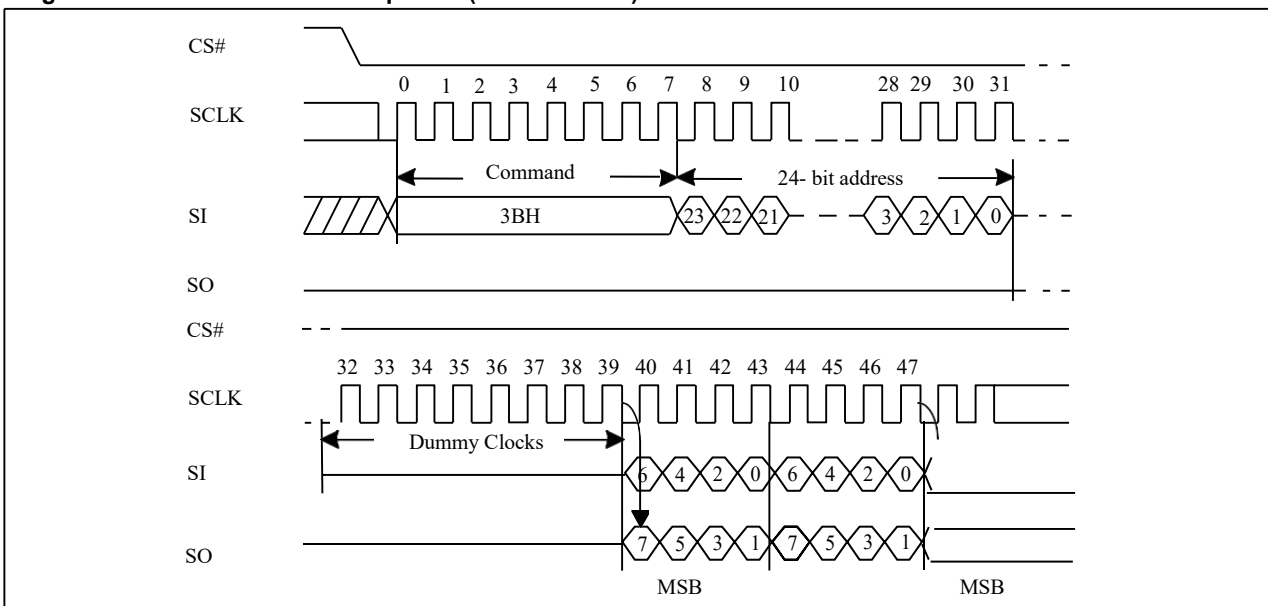 CS#
0 1 2 3 4 5 6 7 8 9 10 28 29 30 31
SCLK
Command 24- bit address
SI 3BH 23 22 21 3 2 1 0
SO
CS#
32 33 34 35 36 37 38 39 40 41 42 43 44 45 46 47
SCLK
Dummy Clocks
SI 6 4 2 0 6 4 2 0
SO 7 5 3 1 7 5 3 1
MSB MSB